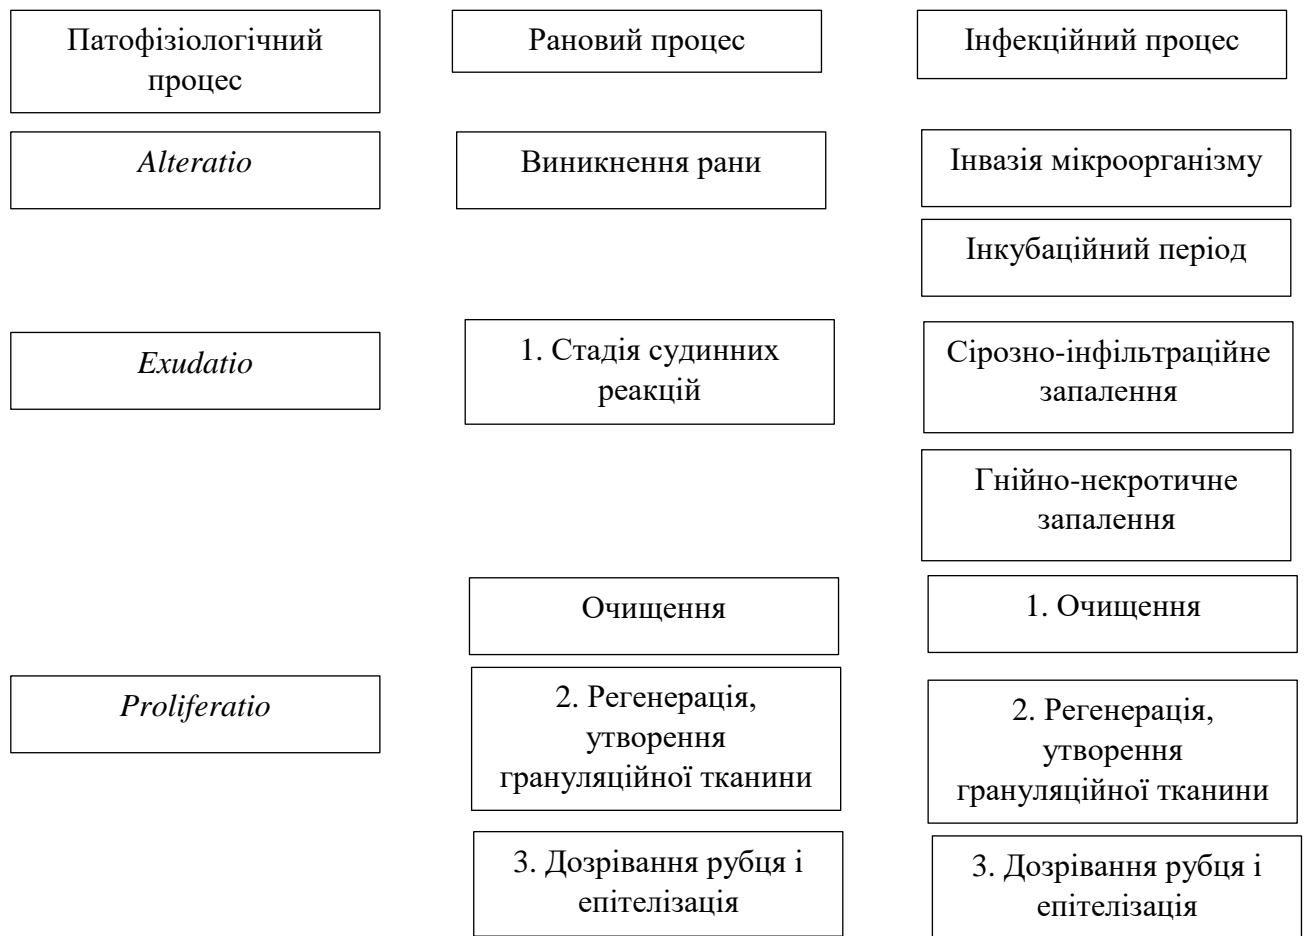 Патофізіологічний
процес
Рановий процес
Інфекційний процес
Alteratio
Виникнення рани
Інвазія мікроорганізму
Інкубаційний період
Exudatio
1. Стадія судинних
реакцій
Сірозно-інфільтраційне
запалення
Гнійно-некротичне
запалення
Очищення
1. Очищення
Proliferatio
2. Регенерація,
утворення
грануляційної тканини
2. Регенерація,
утворення
грануляційної тканини
3. Дозрівання рубця і
епітелізація
3. Дозрівання рубця і
епітелізація